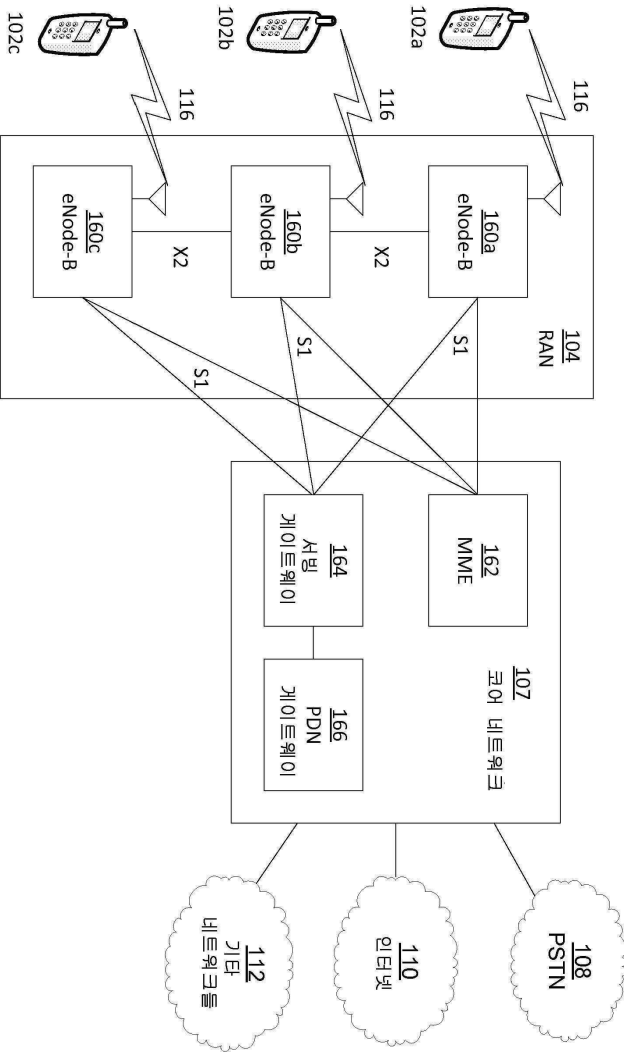 102a
116
104
RAN
160a
eNode-B
S1
X2
102b
116
160b
eNode-B
S1
X2
102c
116
160c
eNode-B
S1
107
코어 네트워크
162
MME
164
서빙
게이트웨이
166
PDN
게이트웨이
108
PSTN
110
인터넷
112
기타
네트워크들